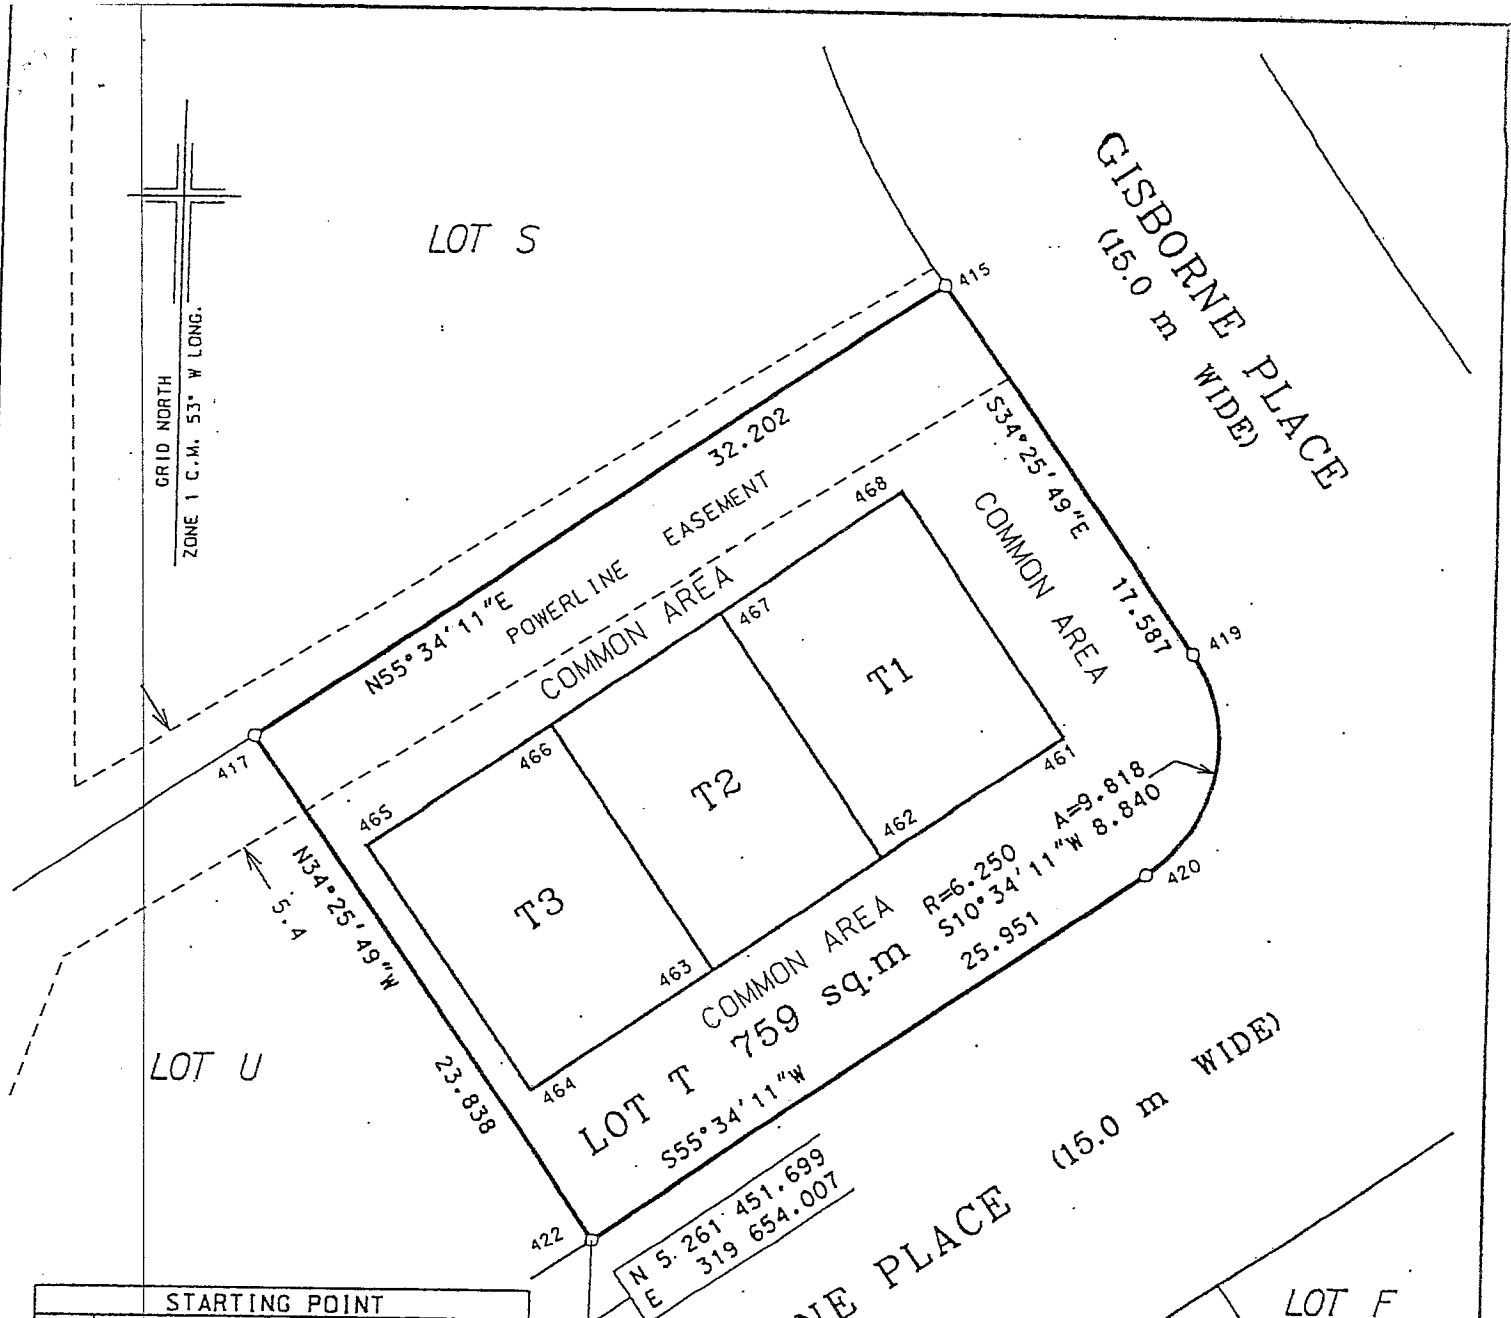 GISBORNE PLACE
(15.0 m WIDE)
LOT S
415
GRID NORTH
ZONE 1 C.M. 53° W LONG.
32.202
N55°34'11"E
POWERLINE EASEMENT
COMMON AREA
468
S34°25'49"E
17.587
COMMON AREA
467
419
T1
417
466
465
T2
461
462
A=9.818
R=6.250
S10°34'11"W 8.840
420
5.4
N34°25'49"W
23.838
T3
463
464
COMMON AREA
25.951
LOT T 759 sq.m
S55°34'11"W
LOT U
422
N 5 261 451.699
E 319 654.007
NE PLACE (15.0 m WIDE)
STARTING POINT
LOT F